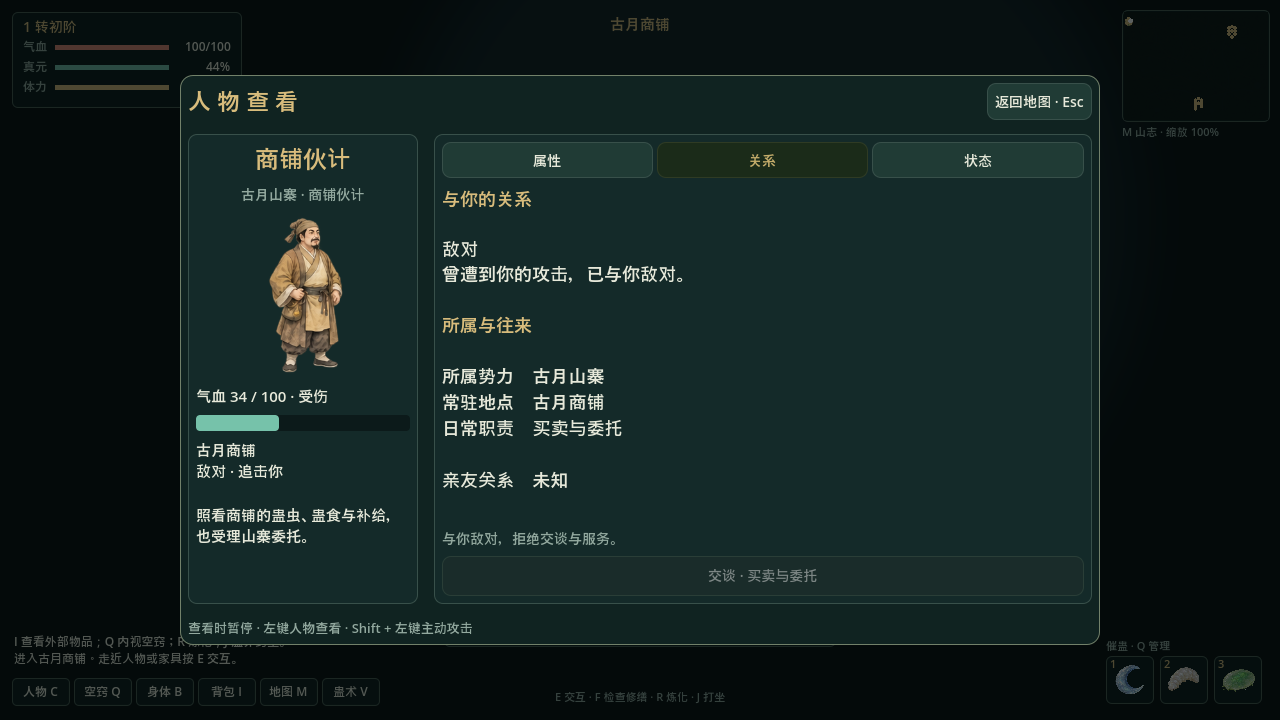 1 转初阶
气血 100/100
真元 44%
体力
古月商铺
M 山志 · 缩放 100%
人物查看
返回地图 · Esc
商铺伙计
古月山寨 · 商铺伙计
气血 34 / 100 · 受伤
古月商铺
敌对 · 追击你
照看商铺的蛊虫、蛊食与补给，
也受理山寨委托。
属性
关系
状态
与你的关系
敌对
曾遭到你的攻击，已与你敌对。
所属与往来
所属势力 古月山寨
常驻地点 古月商铺
日常职责 买卖与委托
亲友关系 未知
与你敌对，拒绝交谈与服务。
交谈 · 买卖与委托
查看时暂停 · 左键人物查看 · Shift + 左键主动攻击
I 查看外部物品；Q 内视空窍；R
进入古月商铺。走近人物或家具按 E 交互。
人物 C
空窍 Q
身体 B
背包 I
地图 M
蛊术 V
E 交互 · F 检查修缮 · R 炼化 · J 打坐
催蛊 · Q 管理
1
2
3